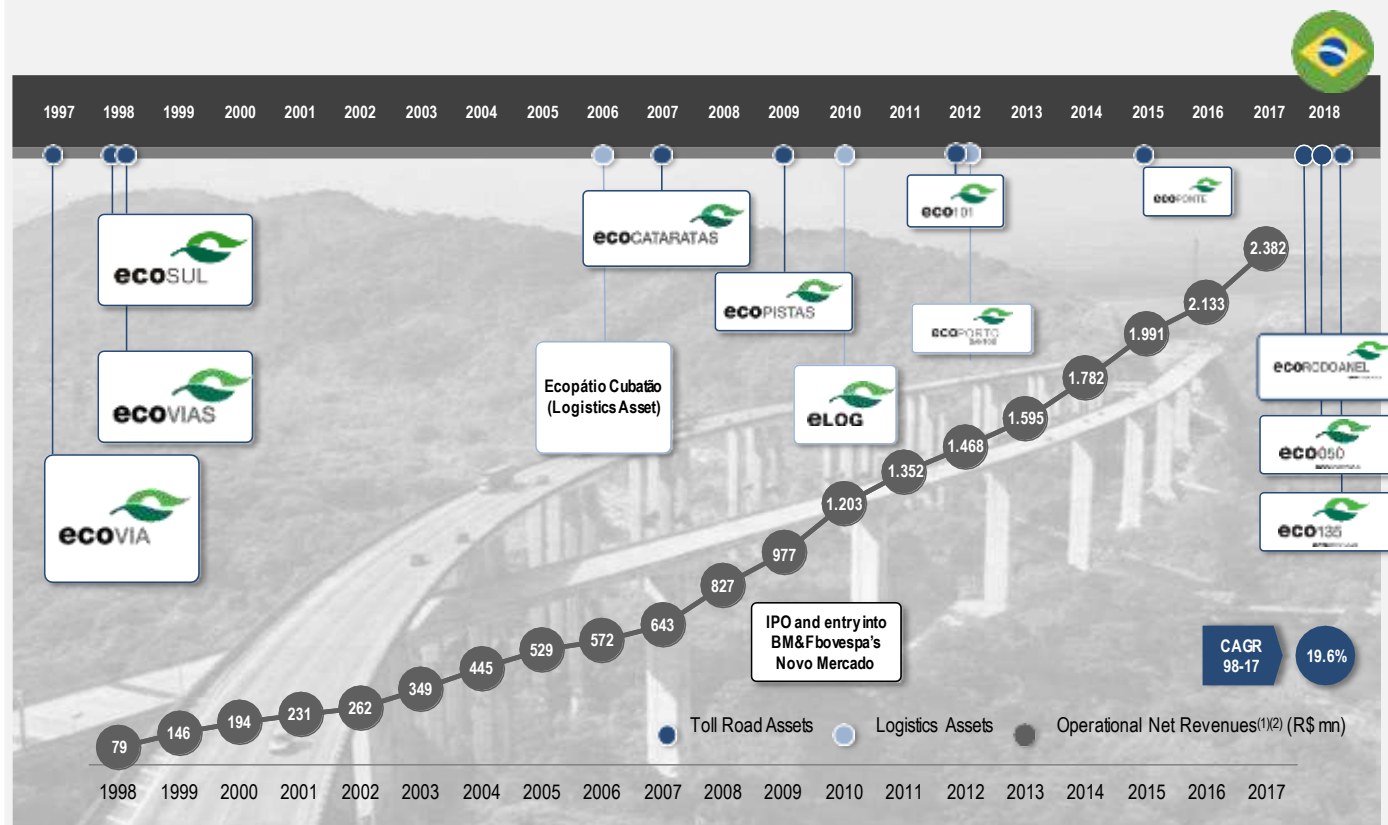 1997 1998 1999 2000 2001 2002 2003 2004 2005 2006 2007 2008 2009 2010 2011 2012 2013 2014 2015 2016 2017 2018
ecoSUL
ecoVIAS
ecoVIA
Ecopátio Cubatão
(Logistics Asset)
ecoCATARATAS
ecoPISTAS
eLOG
eco101
ecoPORTO
SANTOS
ecoPONTE
ecoRODOANEL
eco050
eco135
79
146
194
231
262
349
445
529
572
643
827
977
1.203
1.352
1.468
1.595
1.782
1.991
2.133
2.382
IPO and entry into
BM&Fbovespa's
Novo Mercado
CAGR
98-17
19.6%
Toll Road Assets
Logistics Assets
Operational Net Revenues(1)(2) (R$ mn)
1998 1999 2000 2001 2002 2003 2004 2005 2006 2007 2008 2009 2010 2011 2012 2013 2014 2015 2016 2017